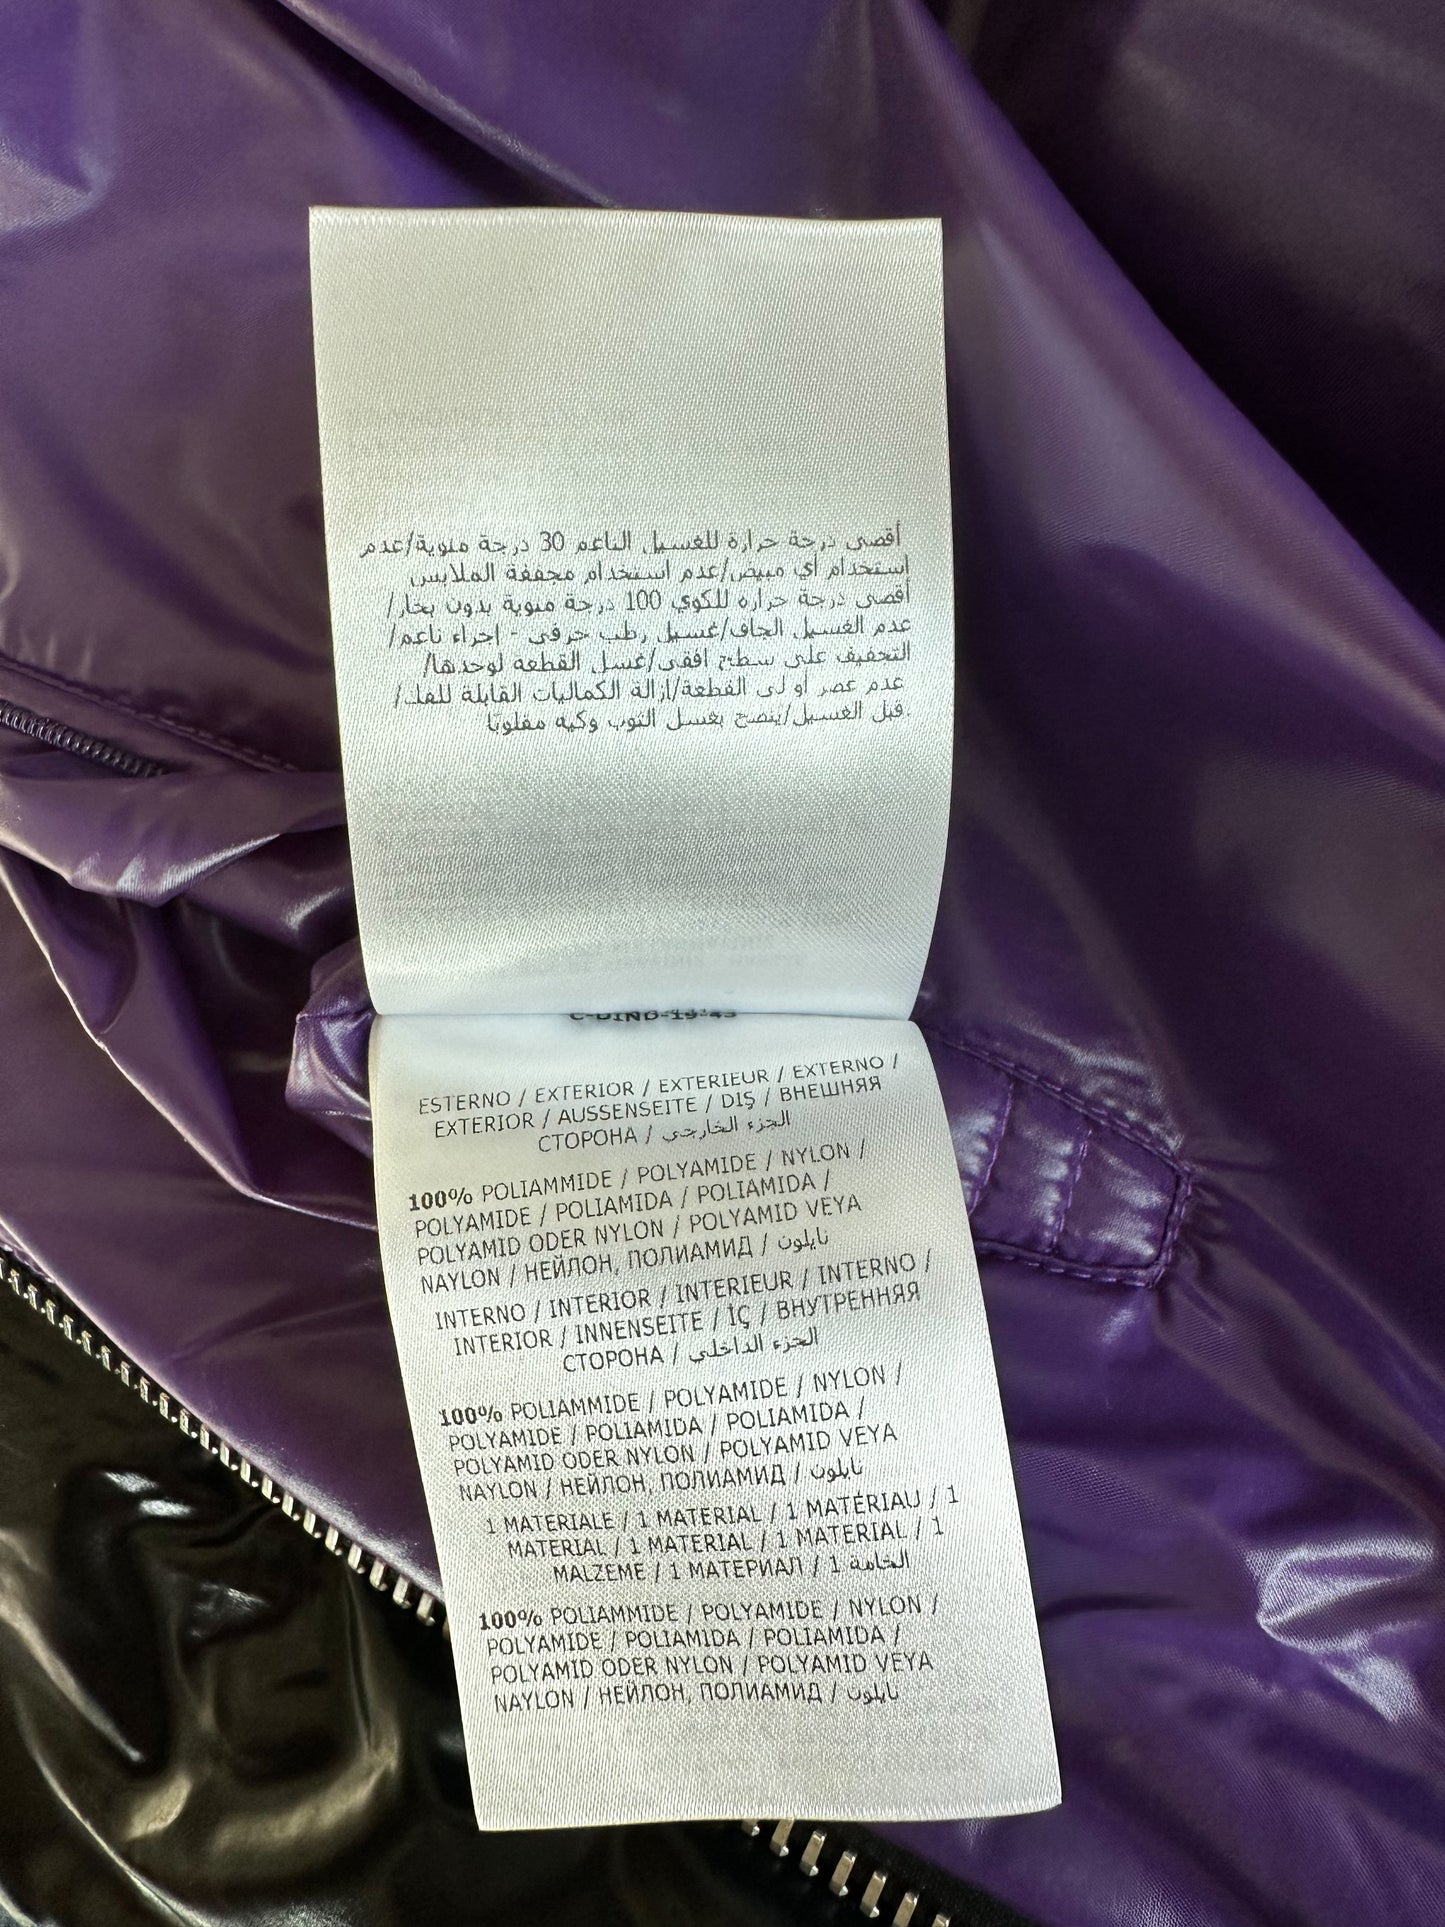 أقصى درجة حرارة للغسيل الناعم 30 درجة مئوية/عدم
استخدام أي مبيض/عدم استخدام مجففة الملابس
أقصى درجة حراره للكوي 100 درجة مئوية بدون بخار/
عدم الغسيل الجاف/غسيل رطب حرفي - إجراء ناعم/
التجفيف على سطح افقي/غسل القطعه لوحدها/
عدم عصر أو لي القطعة/إزالة الكماليات القابلة للفك/
قبل الغسيل/ينصح بغسل الثوب وكيه مقلوبًا.
ESTERNO / EXTERIOR / EXTERIEUR / EXTERNO /
EXTERIOR / AUSSENSEITE / DIŞ / ВНЕШНЯЯ
СТОРОНА / الجزء الخارجي
100% POLIAMMIDE / POLYAMIDE / NYLON /
POLYAMIDE / POLIAMIDA / POLIAMIDA /
POLYAMID ODER NYLON / POLYAMID VEYA
NAYLON / НЕЙЛОН, ПОЛИАМИД / نايلون
INTERNO / INTERIOR / INTERIEUR / INTERNO /
INTERIOR / INNENSEITE / İÇ / ВНУТРЕННЯЯ
СТОРОНА / الجزء الداخلي
100% POLIAMMIDE / POLYAMIDE / NYLON /
POLYAMIDE / POLIAMIDA / POLIAMIDA /
POLYAMID ODER NYLON / POLYAMID VEYA
NAYLON / НЕЙЛОН, ПОЛИАМИД / نايلون
1 MATERIALE / 1 MATERIAL / 1 MATÉRIAU / 1
MATERIAL / 1 MATERIAL / 1 MATERIAL / 1
MALZEME / 1 МАТЕРИАЛ / 1 الخامة
100% POLIAMMIDE / POLYAMIDE / NYLON /
POLYAMIDE / POLIAMIDA / POLIAMIDA /
POLYAMID ODER NYLON / POLYAMID VEYA
NAYLON / НЕЙЛОН, ПОЛИАМИД / نايلون